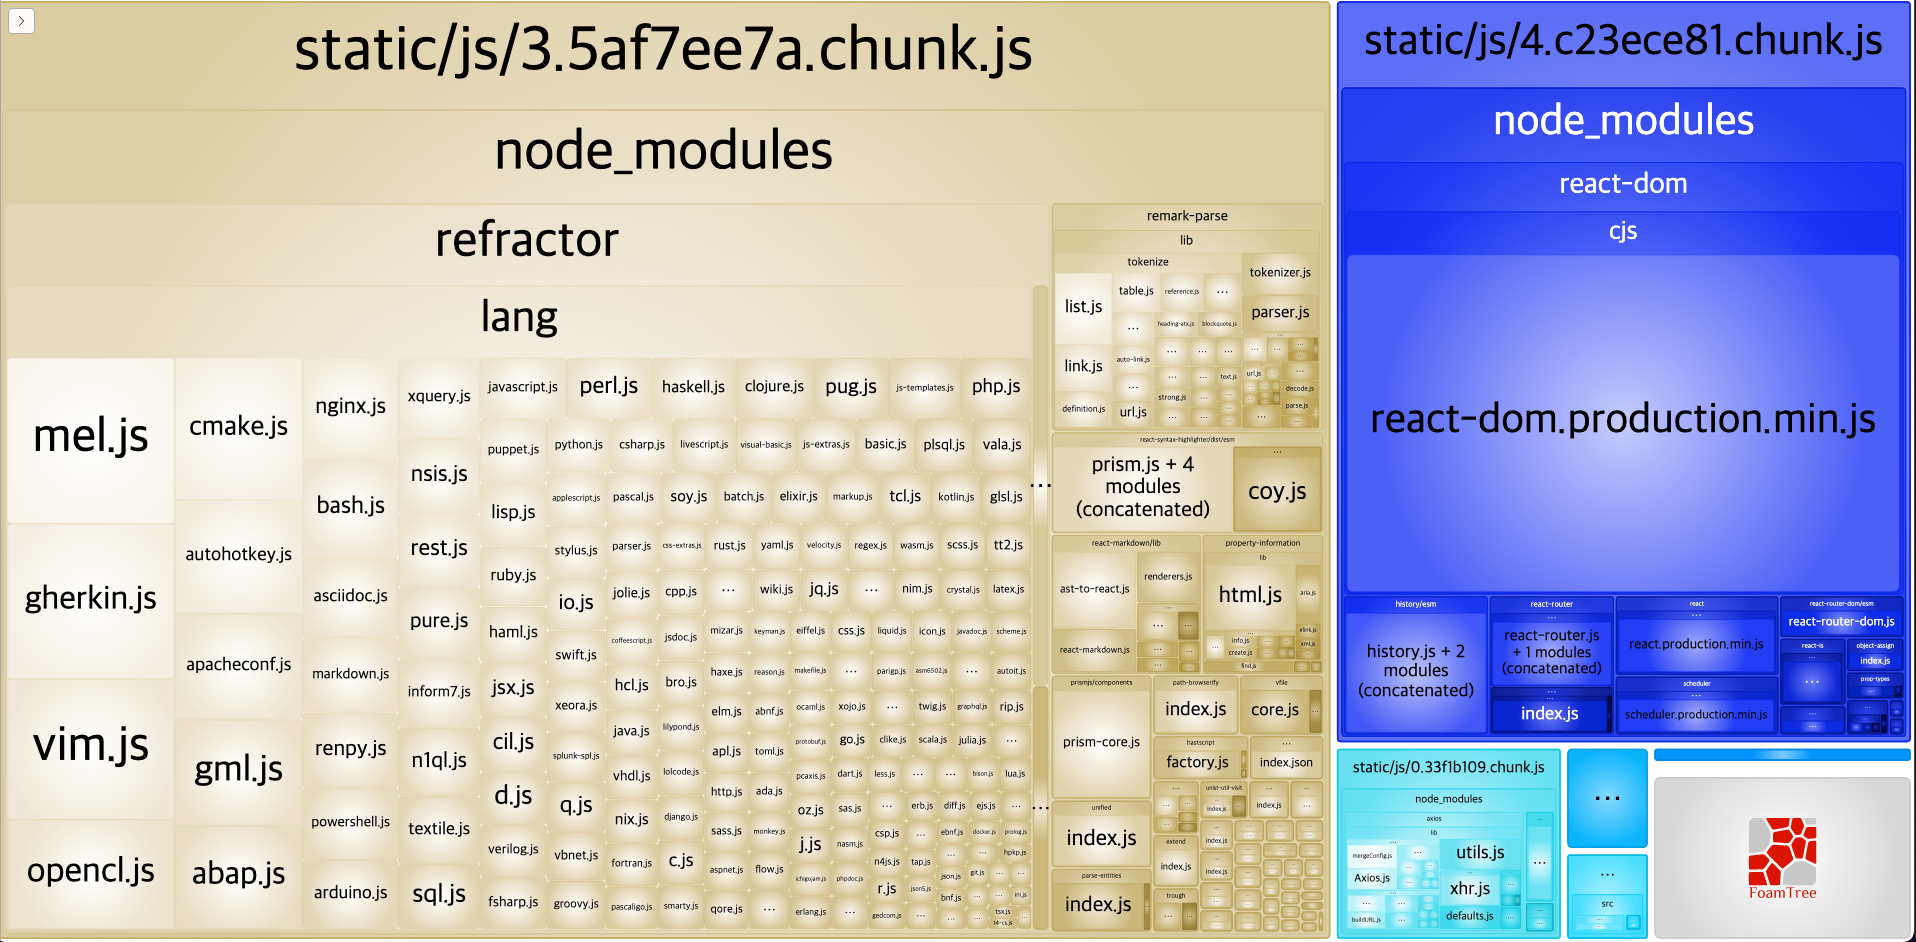 static/js/3.5af7ee7a.chunk.js
node_modules
refractor
lang
mel.js
gherkin.js
vim.js
opencl.js
cmake.js
autohotkey.js
apacheconf.js
gml.js
abap.js
nginx.js
bash.js
asciidoc.js
markdown.js
renpy.js
powershell.js
arduino.js
xquery.js
nsis.js
rest.js
pure.js
inform7.js
n1ql.js
textile.js
sql.js
javascript.js
perl.js
haskell.js
clojure.js
pug.js
js-templates.js
php.js
puppet.js
python.js
csharp.js
livescript.js
visual-basic.js
js-extras.js
basic.js
plsql.js
vala.js
lisp.js
applescript.js
pascal.js
soy.js
batch.js
elixir.js
markup.js
tcl.js
kotlin.js
glsl.js
ruby.js
stylus.js
parser.js
css-extras.js
rust.js
yaml.js
velocity.js
regex.js
wasm.js
scss.js
tt2.js
io.js
jolie.js
cpp.js
...
wiki.js
jq.js
...
nim.js
crystal.js
latex.js
haml.js
coffeescript.js
jsdoc.js
mizar.js
keyman.js
eiffel.js
css.js
liquid.js
icon.js
javadoc.js
scheme.js
swift.js
jsx.js
hcl.js
bro.js
haxe.js
reason.js
makefile.js
...
parigp.js
asm6502.js
...
autoit.js
xeora.js
java.js
lilypond.js
elm.js
abnf.js
ocaml.js
xojo.js
...
twig.js
graphql.js
rip.js
cil.js
splunk-spl.js
vhdl.js
lolcode.js
apl.js
toml.js
protobuf.js
go.js
clike.js
scala.js
julia.js
...
d.js
q.js
nix.js
django.js
http.js
ada.js
pcaxis.js
dart.js
less.js
...
...
bison.js
lua.js
oz.js
sas.js
...
erb.js
diff.js
ejs.js
...
verilog.js
vbnet.js
fortran.js
c.js
sass.js
monkey.js
j.js
nasm.js
csp.js
...
ebnf.js
docker.js
prolog.js
aspnet.js
flow.js
n4js.js
tap.js
...
hpkp.js
fsharp.js
groovy.js
pascaligo.js
smarty.js
qore.js
...
ichigojam.js
phpdoc.js
erlang.js
...
r.js
gedcom.js
json.js
git.js
json5.js
bnf.js
ini.js
tsx.js
t4-cs.js
...
...
remark-parse
lib
tokenize
list.js
table.js
reference.js
...
tokenizer.js
parser.js
...
heading-atx.js
blockquote.js
link.js
auto-link.js
text.js
url.js
decode.js
definition.js
url.js
strong.js
parse.js
react-syntax-highlighter/dist/esm
prism.js + 4
modules
(concatenated)
...
coy.js
react-markdown/lib
ast-to-react.js
renderers.js
react-markdown.js
property-information
lib
html.js
aria.js
xlink.js
xml.js
info.js
create.js
find.js
prismjs/components
prism-core.js
path-browserify
index.js
vfile
core.js
hastscript
factory.js
...
index.json
unified
index.js
unist-util-visit
index.js
index.js
extend
index.js
index.js
index.js
parse-entities
index.js
trough
static/js/4.c23ece81.chunk.js
node_modules
react-dom
cjs
react-dom.production.min.js
history/esm
history.js + 2
modules
(concatenated)
react-router
react-router.js
+ 1 modules
(concatenated)
...
index.js
react
...
react.production.min.js
scheduler
...
scheduler.production.min.js
react-router-dom/esm
react-router-dom.js
react-is
...
object-assign
index.js
prop-types
...
static/js/0.33f1b109.chunk.js
node_modules
axios
lib
mergeConfig.js
Axios.js
utils.js
xhr.js
defaults.js
buildURL.js
...
...
...
src
FoamTree